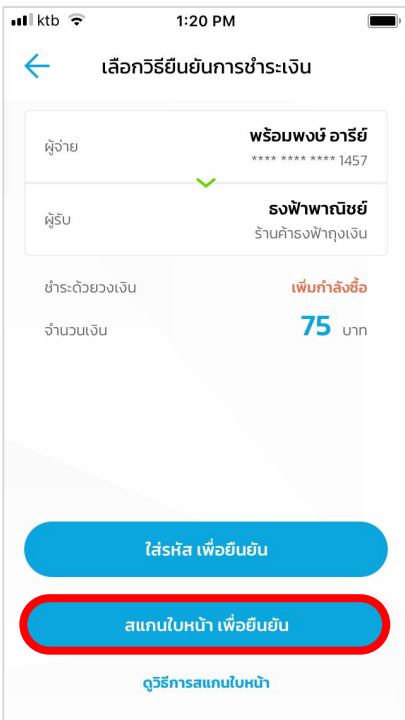 ktb 1:20 PM
เลือกวิธียืนยันการชำระเงิน
ผู้จ่าย พร้อมพงษ์ อารีย์
**** **** **** 1457
ผู้รับ ธงฟ้าพาณิชย์
ร้านค้าธงฟ้าถุงเงิน
ชำระด้วยวงเงิน เพิ่มกำลังซื้อ
จำนวนเงิน 75 บาท
ใส่รหัส เพื่อยืนยัน
สแกนใบหน้า เพื่อยืนยัน
ดูวิธีการสแกนใบหน้า